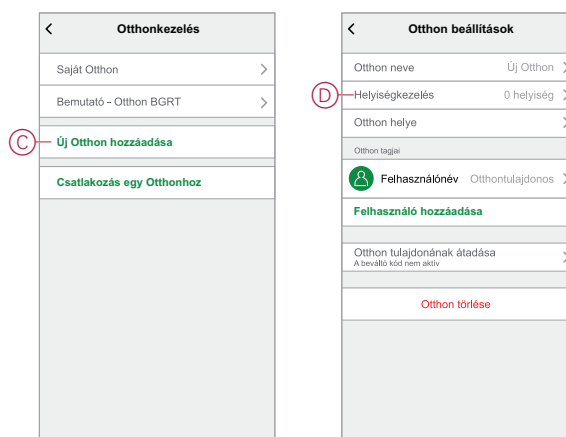 Otthonkezelés
Saját Otthon
Bemutató - Otthon BGRT
C
Új Otthon hozzáadása
Csatlakozás egy Otthonhoz
Otthon beállítások
Otthon neve Új Otthon
D
Helyiségkezelés 0 helyiség
Otthon helye
Otthon tagjai
Felhasználónév Otthontulajdonos
Felhasználó hozzáadása
Otthon tulajdonának átadása
A beváltó kód nem aktív
Otthon törlése